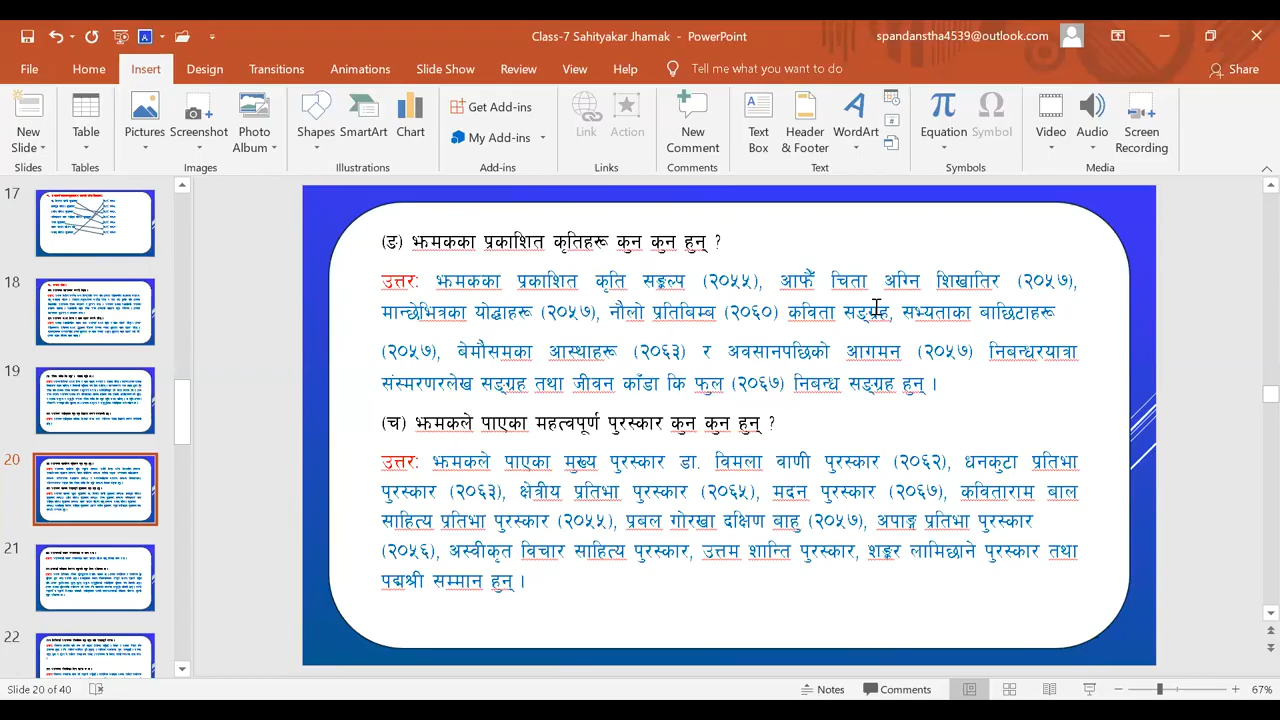 Class-7 Sahityakar Jhamak - PowerPoint
spandanstha4539@outlook.com
File Home Insert Design Transitions Animations Slide Show Review View Help Tell me what you want to do Share
New Slide Table Pictures Screenshot Photo Album Shapes SmartArt Chart Get Add-ins My Add-ins Link Action New Comment Text Box Header & Footer WordArt Equation Symbol Video Audio Screen Recording
Slides Tables Images Illustrations Add-ins Links Comments Text Symbols Media
17
18
19
20
21
22
(ङ) झमकका प्रकाशित कृतिहरू कुन कुन हुन् ?
उत्तर: झमकका प्रकाशित कृति सङ्कल्प (२०५५), आफैँ चिता अग्नि शिखातिर (२०५७),
मान्छेभित्रका योद्धाहरू (२०५७), नौलो प्रतिबिम्ब (२०६०) कविता सङ्ग्रह, सभ्यताका बाछिटाहरू
(२०५७), बेमौसमका आस्थाहरू (२०६३) र अवसानपछिको आगमन (२०५७) निबन्धरयात्रा
संस्मरणरलेख सङ्ग्रह तथा जीवन काँडा कि फुल (२०६७) निबन्ध सङ्ग्रह हुन् ।
(च) झमकले पाएका महत्वपूर्ण पुरस्कार कुन कुन हुन् ?
उत्तर: झमकले पाएका मुख्य पुरस्कार डा. विमला वाणी पुरस्कार (२०६२), धनकुटा प्रतिभा
पुरस्कार (२०६३), क्षेत्रीय प्रतिभा पुरस्कार (२०६५), मदन पुरस्कार (२०६७), कविताराम बाल
साहित्य प्रतिभा पुरस्कार (२०५५), प्रबल गोरखा दक्षिण बाहु (२०५७), अपाङ्ग प्रतिभा पुरस्कार
(२०५६), अस्वीकृत विचार साहित्य पुरस्कार, उत्तम शान्ति पुरस्कार, शङ्कर लामिछाने पुरस्कार तथा
पद्मश्री सम्मान हुन् ।
Slide 20 of 40 Notes Comments 67%